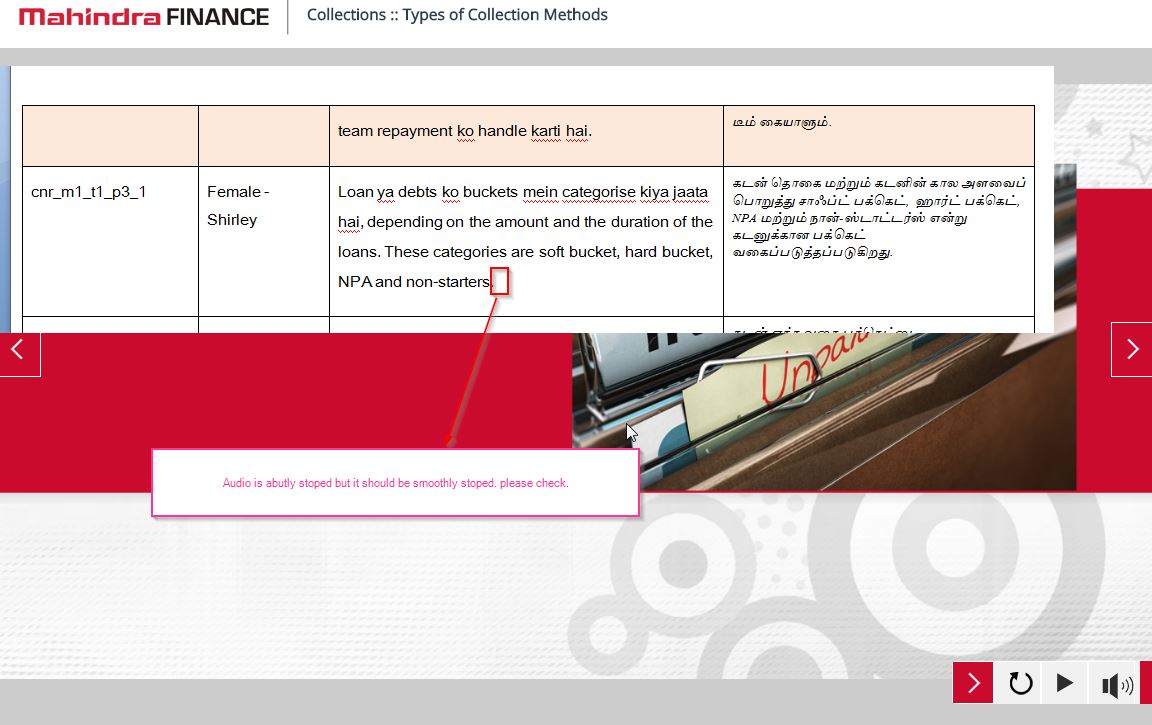 Mahindra FINANCE
Collections :: Types of Collection Methods
team repayment ko handle karti hai.
டீம் கையாளும்.
cnr_m1_t1_p3_1
Female -
Shirley
Loan ya debts ko buckets mein categorise kiya jaata
hai, depending on the amount and the duration of the
loans. These categories are soft bucket, hard bucket,
NPA and non-starters.
கடன் தொகை மற்றும் கடனின் கால அளவைப்
பொறுத்து சாஃப்ட் பக்கெட், ஹார்ட் பக்கெட்,
NPA மற்றும் நான்-ஸ்டார்ட்டர்ஸ் என்று
கடனுக்கான பக்கெட்
வகைப்படுத்தப்படுகிறது.
Unpaid
Audio is abutly stoped but it should be smoothly stoped. please check.